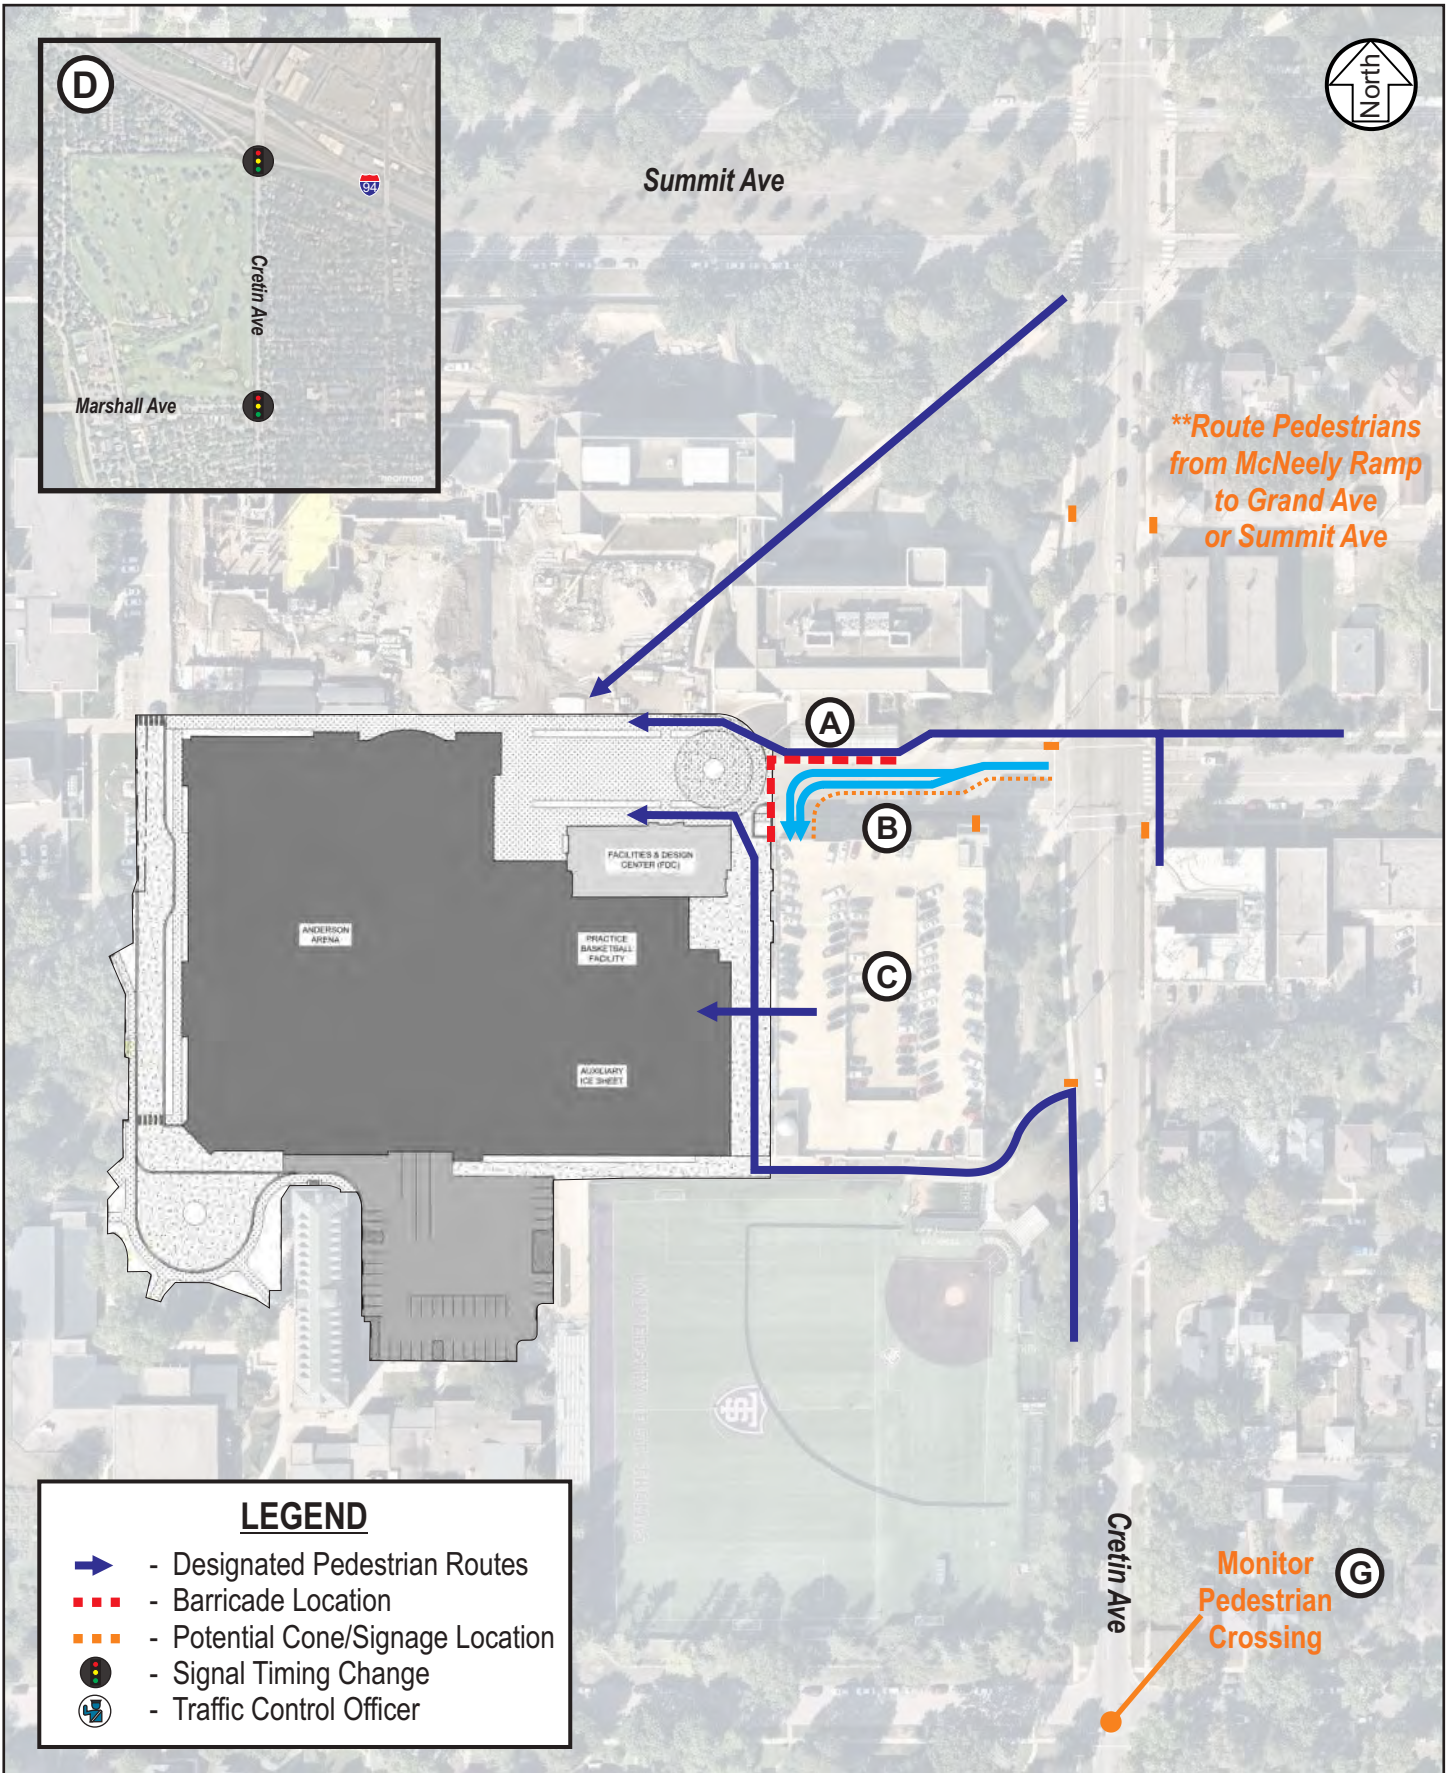 D
North
Summit Ave
94
Cretin Ave
Marshall Ave
**Route Pedestrians
from McNeely Ramp
to Grand Ave
or Summit Ave
A
B
FACILITIES & DESIGN
CENTER (FDC)
ANDERSON
ARENA
PRACTICE
BASKETBALL
FACILITY
C
AUXILIARY
ICE SHEET
LEGEND
- Designated Pedestrian Routes
- Barricade Location
- Potential Cone/Signage Location
- Signal Timing Change
- Traffic Control Officer
Cretin Ave
Monitor
Pedestrian
Crossing
G